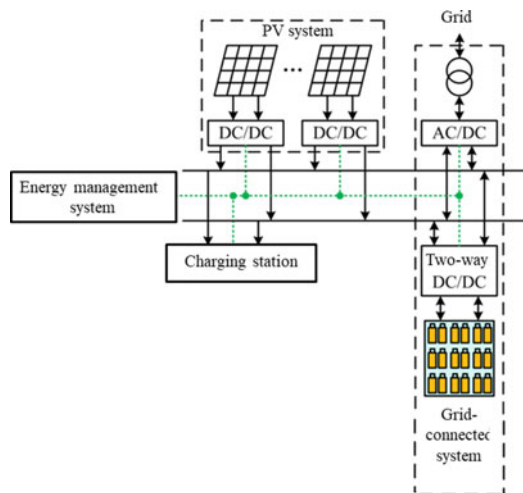 Grid
PV system
...
DC/DC
DC/DC
AC/DC
Energy management
system
Charging station
Two-way
DC/DC
Grid-
connected
system